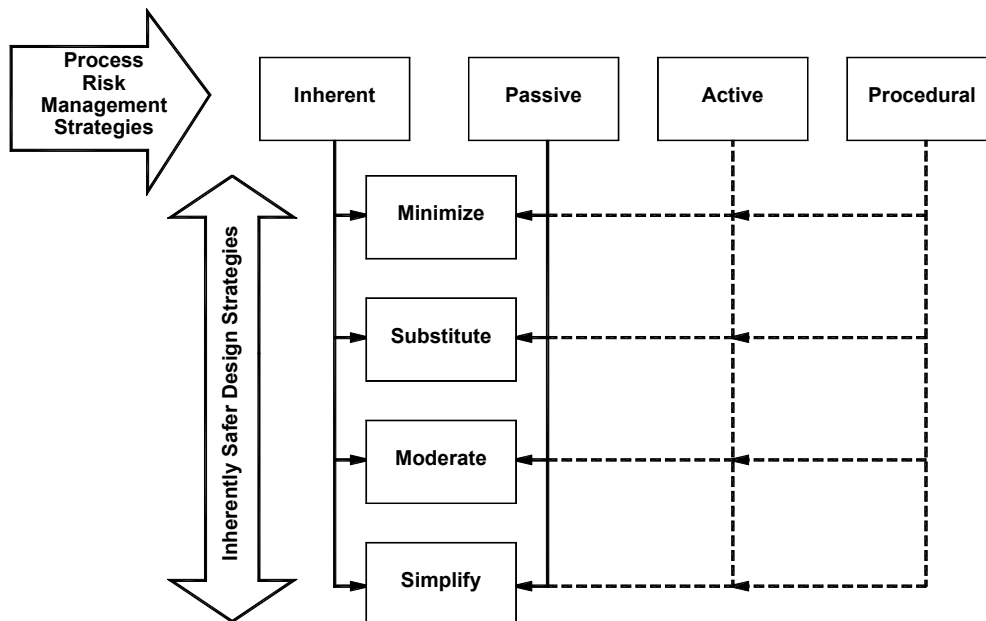 Process
Risk
Management
Strategies
Inherent
Passive
Active
Procedural
Inherently Safer Design Strategies
Minimize
Substitute
Moderate
Simplify